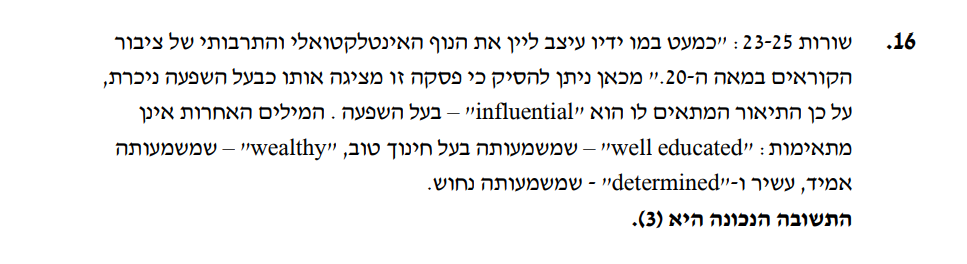 16. שורות 23-25: "כמעט במו ידיו עיצב ליין את הנוף האינטלקטואלי והתרבותי של ציבור
הקוראים במאה ה-20." מכאן ניתן להסיק כי פסקה זו מציגה אותו כבעל השפעה ניכרת,
על כן התיאור המתאים לו הוא "influential" – בעל השפעה . המילים האחרות אינן
מתאימות: "well educated" – שמשמעותה בעל חינוך טוב, "wealthy" – שמשמעותה
אמיד, עשיר ו-"determined" - שמשמעותה נחוש.
התשובה הנכונה היא (3).